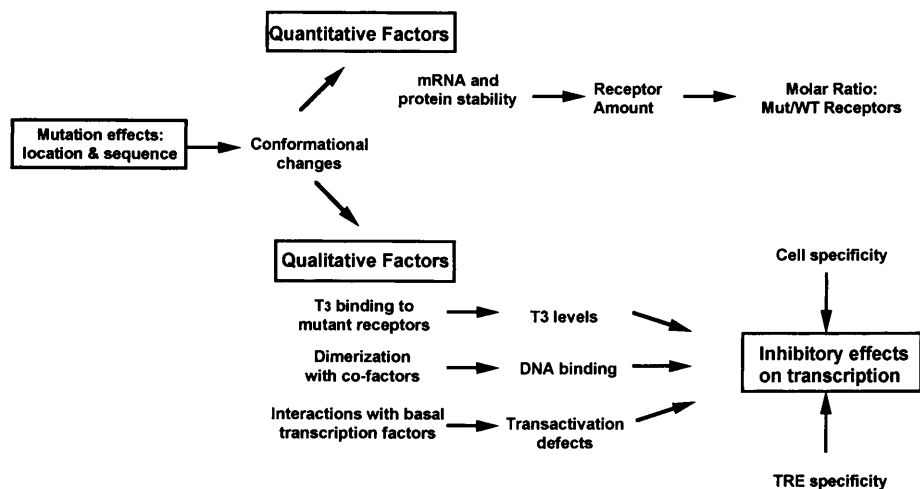 Quantitative Factors
mRNA and
protein stability
Receptor
Amount
Molar Ratio:
Mut/WT Receptors
Mutation effects:
location & sequence
Conformational
changes
Qualitative Factors
T3 binding to
mutant receptors
T3 levels
Dimerization
with co-factors
DNA binding
Interactions with basal
transcription factors
Transactivation
defects
Cell specificity
Inhibitory effects
on transcription
TRE specificity